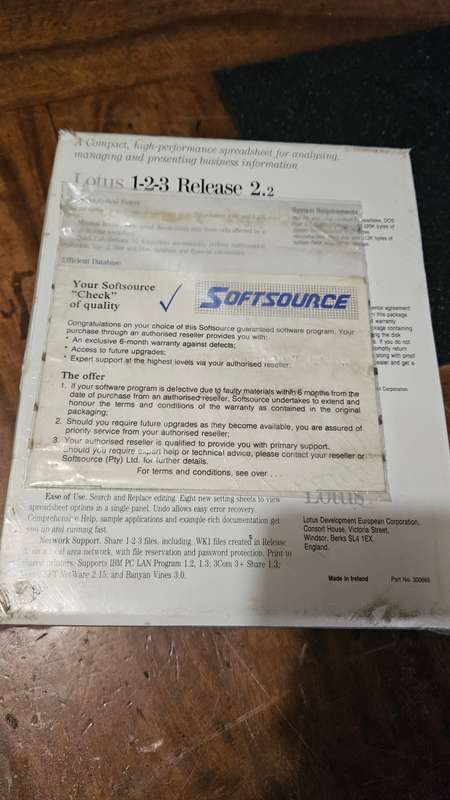 A Compact, high-performance spreadsheet for analysing,
managing and presenting business information
Lotus 1-2-3 Release 2.2
System Requirements
Efficient Database
Your Softsource
"Check"
of quality
SOFTSOURCE
Congratulations on your choice of this Softsource guaranteed software program. Your
purchase through an authorised reseller provides you with:
• An exclusive 6-month warranty against defects;
• Access to future upgrades;
• Expert support at the highest levels via your authorised reseller.
The offer
1. If your software program is defective due to faulty materials within 6 months from the
date of purchase from an authorised reseller, Softsource undertakes to extend and
honour the terms and conditions of the warranty as contained in the original
packaging;
2. Should you require future upgrades as they become available, you are assured of
priority service from your authorised reseller;
3. Your authorised reseller is qualified to provide you with primary support.
Should you require expert help or technical advice, please contact your reseller or
Softsource (Pty) Ltd. for further details.
For terms and conditions, see over . . .
Lotus
Ease of Use. Search and Replace editing. Eight new setting sheets to view
spreadsheet options in a single panel. Undo allows easy error recovery.
Comprehensive Help, sample applications and example-rich documentation get
you up and running fast.
Network Support. Share 1-2-3 files, including .WK1 files created in Release
local area network, with file reservation and password protection. Print to
shared printers. Supports IBM PC LAN Program 1.2, 1.3; 3Com 3+ Share 1.3;
NetWare 2.15; and Banyan Vines 3.0.
Lotus Development European Corporation,
Consort House, Victoria Street,
Windsor, Berks SL4 1EX.
England.
Made in Ireland
Part No. 300665